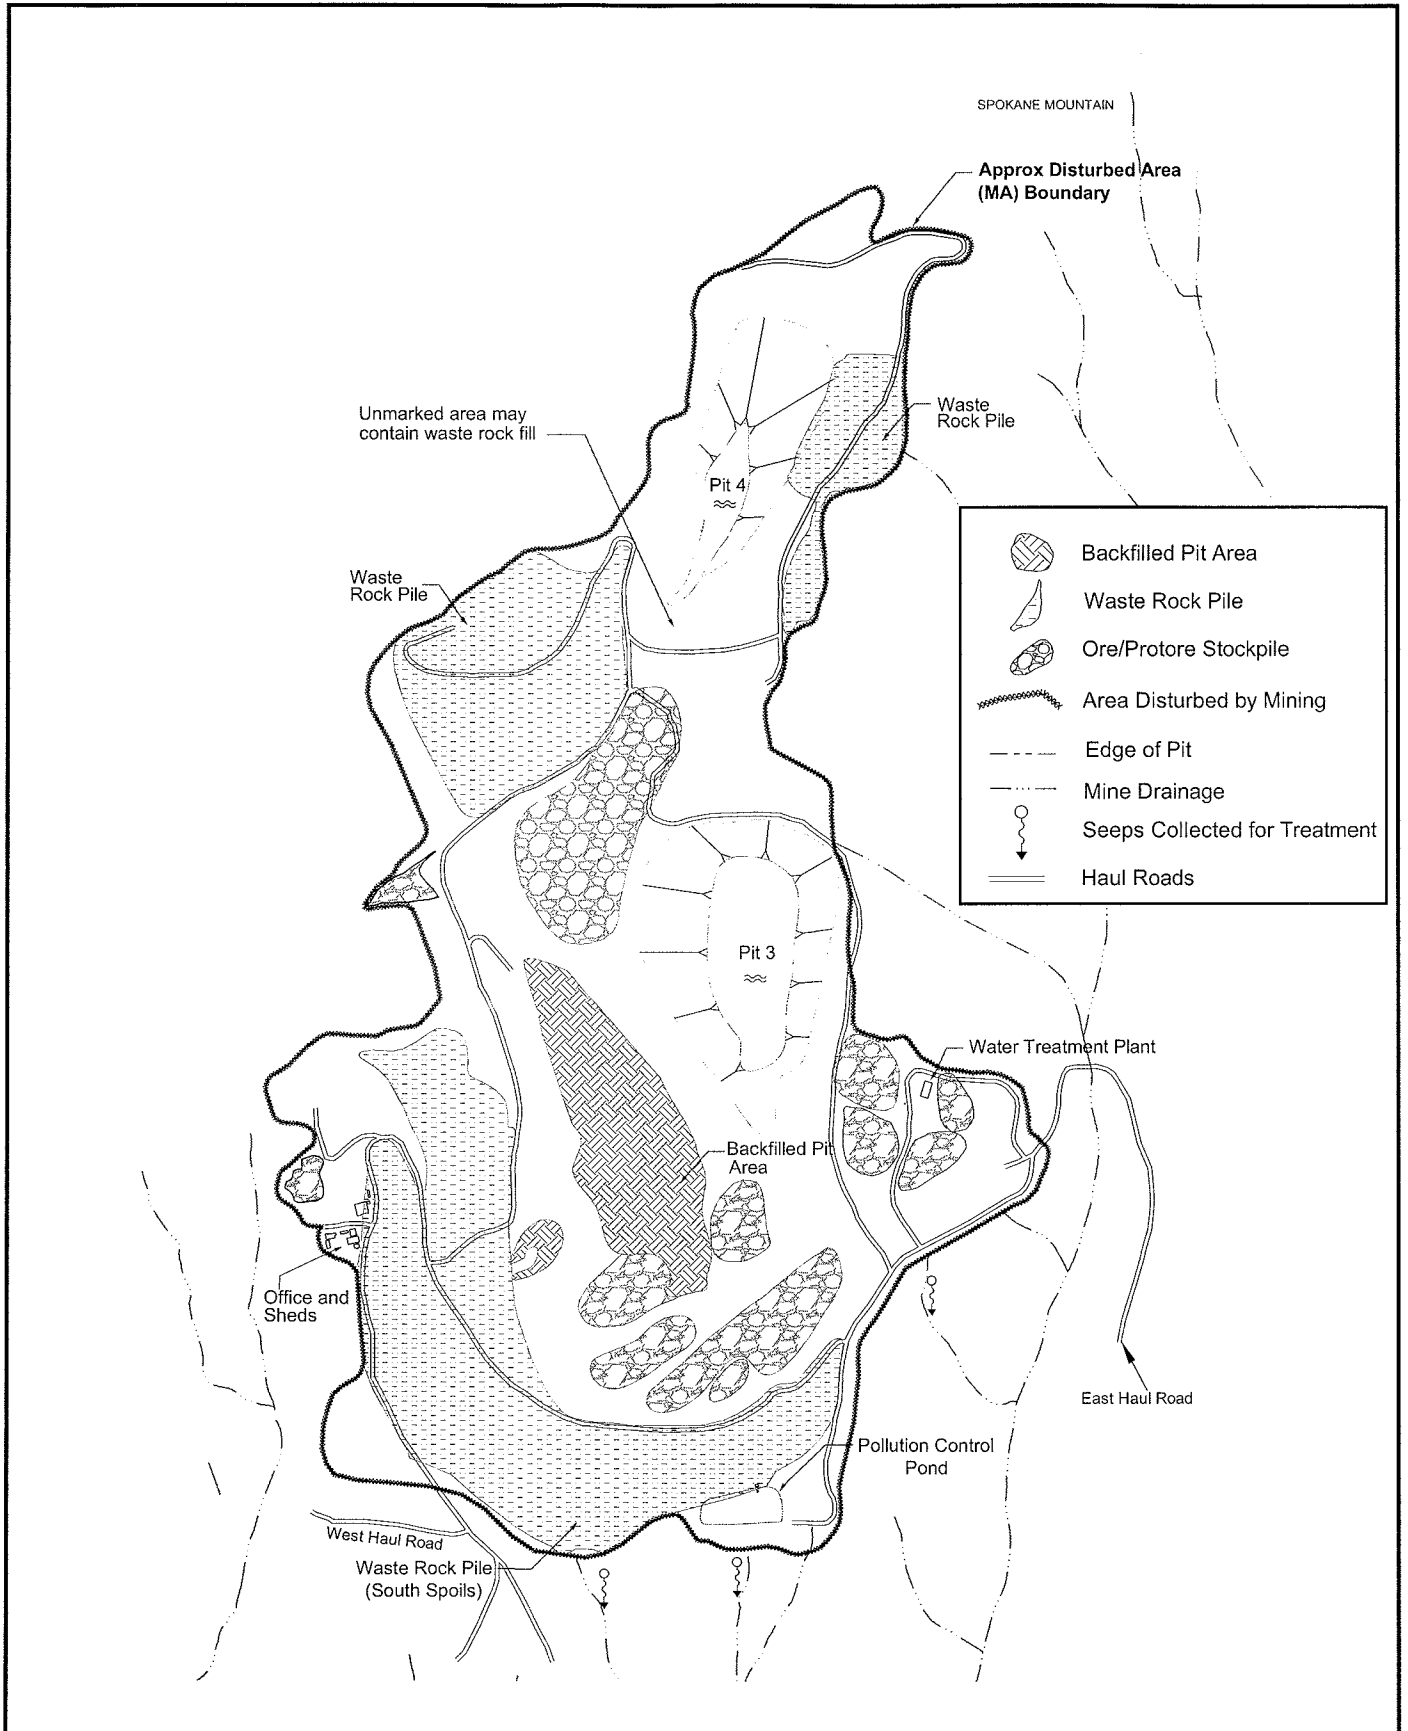 SPOKANE MOUNTAIN
Approx Disturbed Area
(MA) Boundary
Unmarked area may
contain waste rock fill
Waste
Rock Pile
Pit 4
Waste
Rock Pile
Backfilled Pit Area
Waste Rock Pile
Ore/Protore Stockpile
Area Disturbed by Mining
Edge of Pit
Mine Drainage
Seeps Collected for Treatment
Haul Roads
Pit 3
Water Treatment Plant
Backfilled Pit
Area
Office and
Sheds
East Haul Road
Pollution Control
Pond
West Haul Road
Waste Rock Pile
(South Spoils)